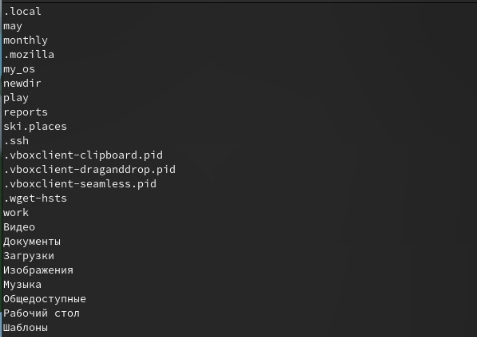 .local
may
monthly
.mozilla
my_os
newdir
play
reports
ski.places
.ssh
.vboxclient-clipboard.pid
.vboxclient-draganddrop.pid
.vboxclient-seamless.pid
.wget-hsts
work
Видео
Документы
Загрузки
Изображения
Музыка
Общедоступные
Рабочий стол
Шаблоны